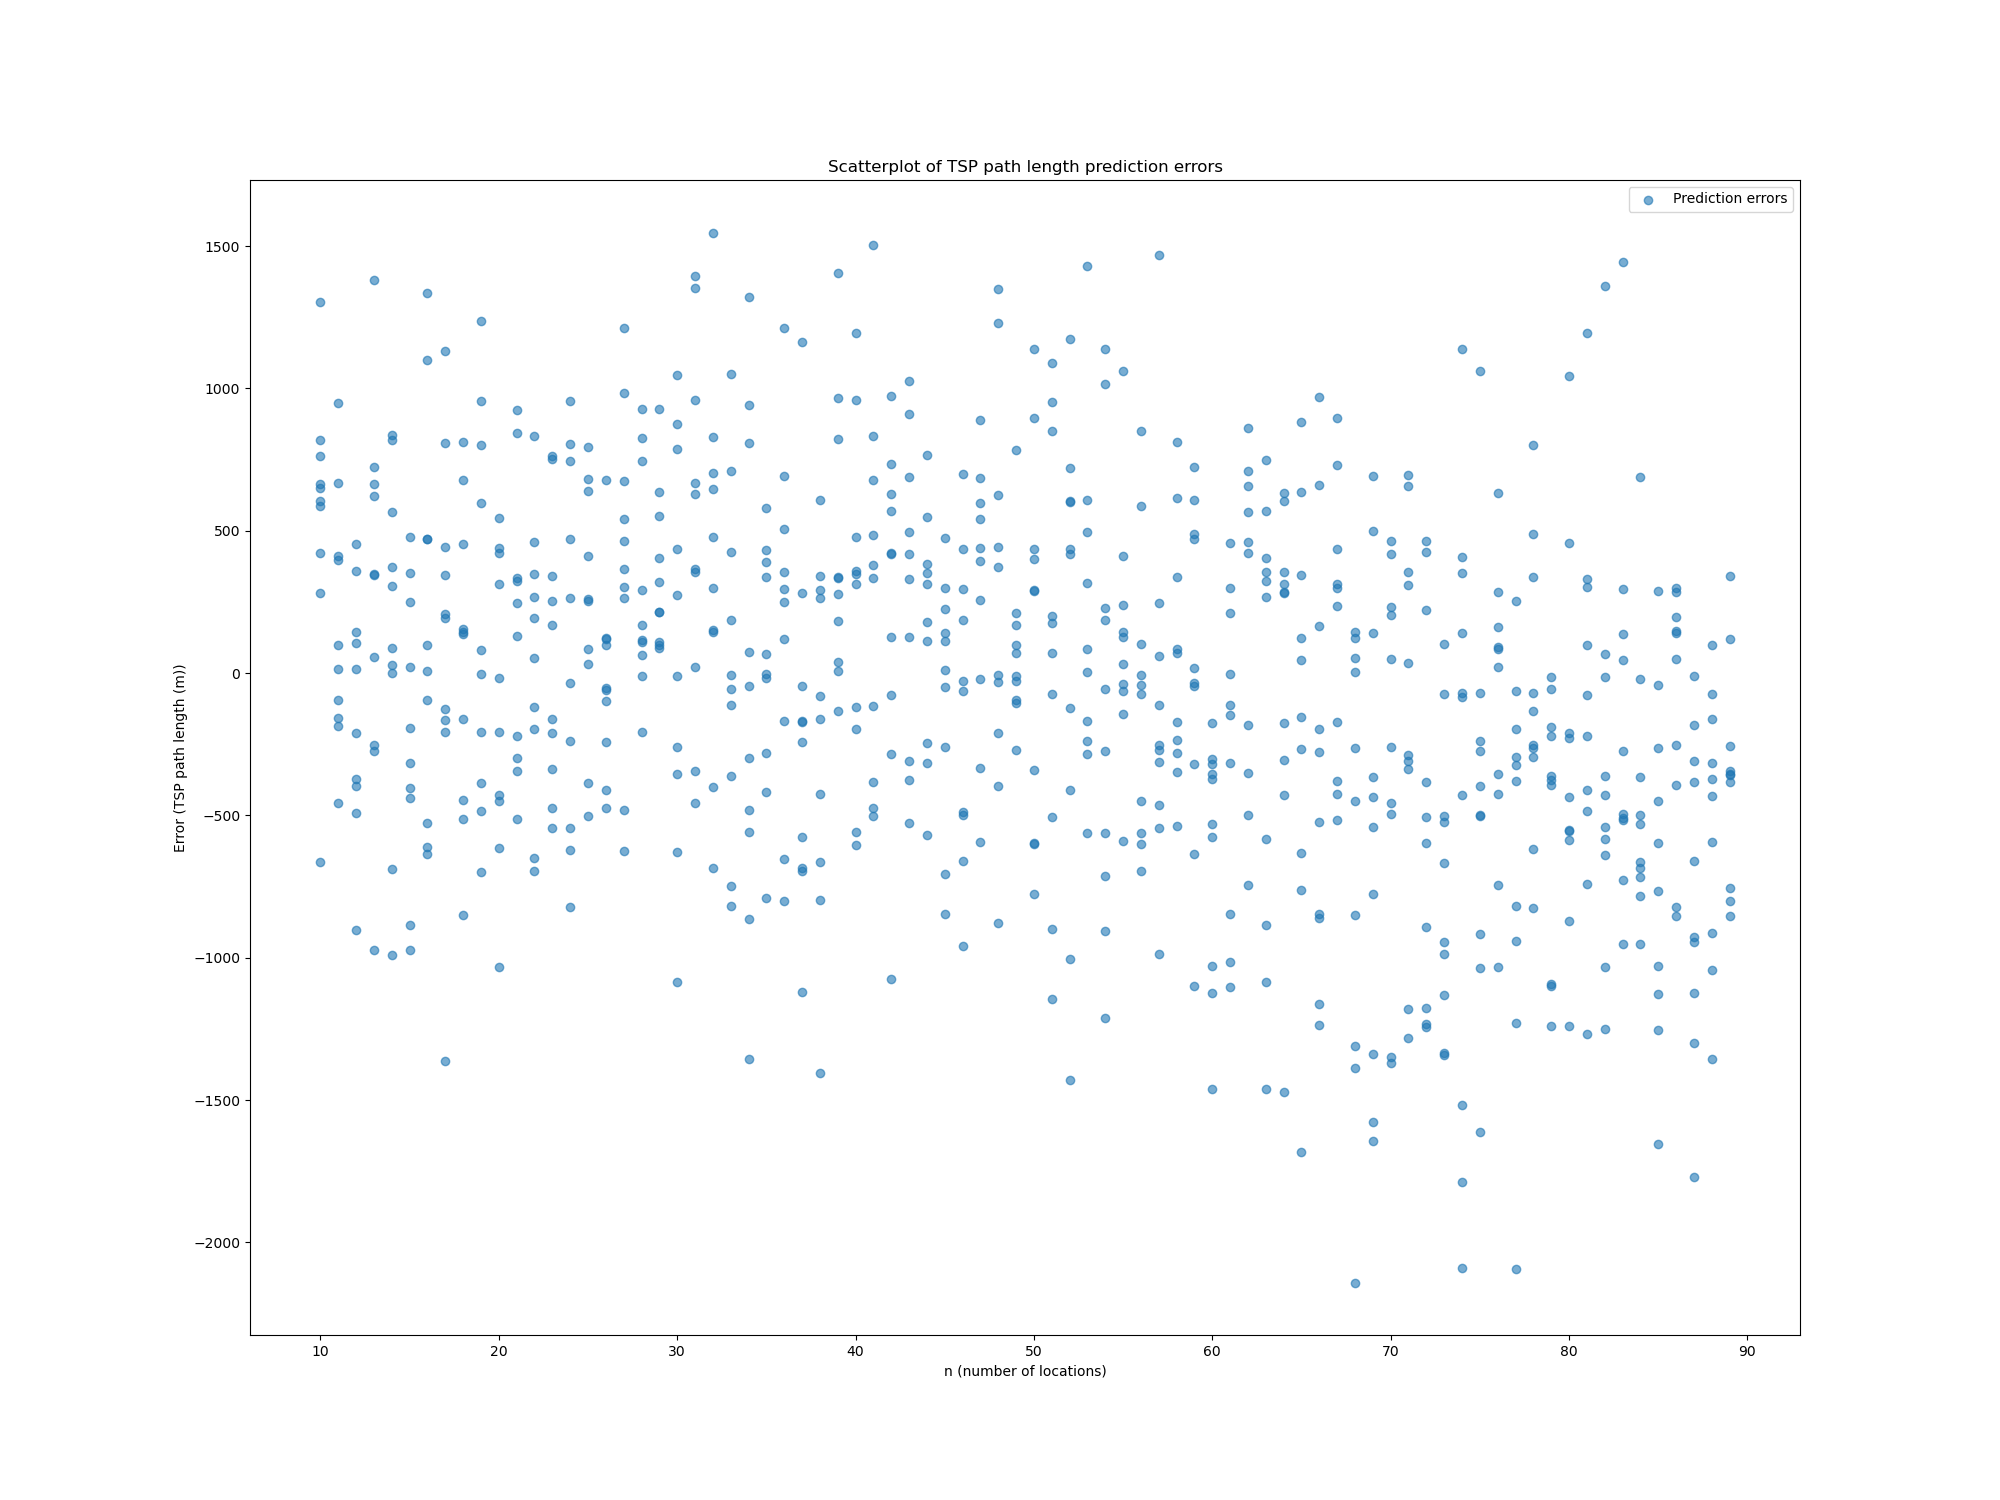 Scatterplot of TSP path length prediction errors
Prediction errors
1500
1000
500
0
−500
−1000
−1500
−2000
Error (TSP path length (m))
10 20 30 40 50 60 70 80 90
n (number of locations)